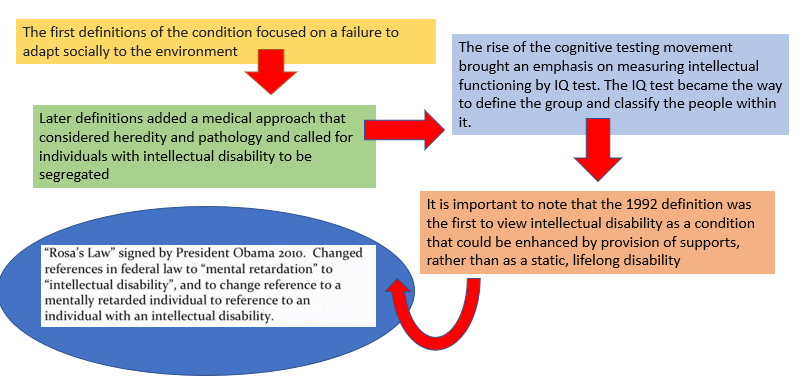 The first definitions of the condition focused on a failure to
adapt socially to the environment
Later definitions added a medical approach that
considered heredity and pathology and called for
individuals with intellectual disability to be
segregated
The rise of the cognitive testing movement
brought an emphasis on measuring intellectual
functioning by IQ test. The IQ test became the way
to define the group and classify the people within
it.
It is important to note that the 1992 definition was
the first to view intellectual disability as a condition
that could be enhanced by provision of supports,
rather than as a static, lifelong disability
“Rosa’s Law” signed by President Obama 2010. Changed
references in federal law to “mental retardation” to
“intellectual disability”, and to change reference to a
mentally retarded individual to reference to an
individual with an intellectual disability.